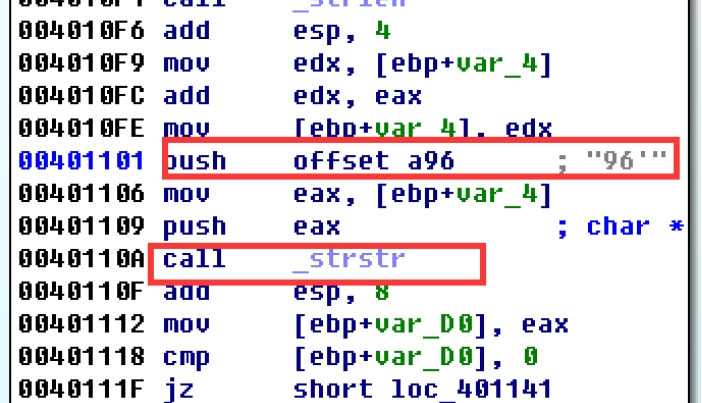 004010F1 call _strlen
004010F6 add esp, 4
004010F9 mov edx, [ebp+var_4]
004010FC add edx, eax
004010FE mov [ebp+var_4], edx
00401101 push offset a96 ; "96'"
00401106 mov eax, [ebp+var_4]
00401109 push eax ; char *
0040110A call _strstr
0040110F add esp, 8
00401112 mov [ebp+var_D0], eax
00401118 cmp [ebp+var_D0], 0
0040111F jz short loc_401141